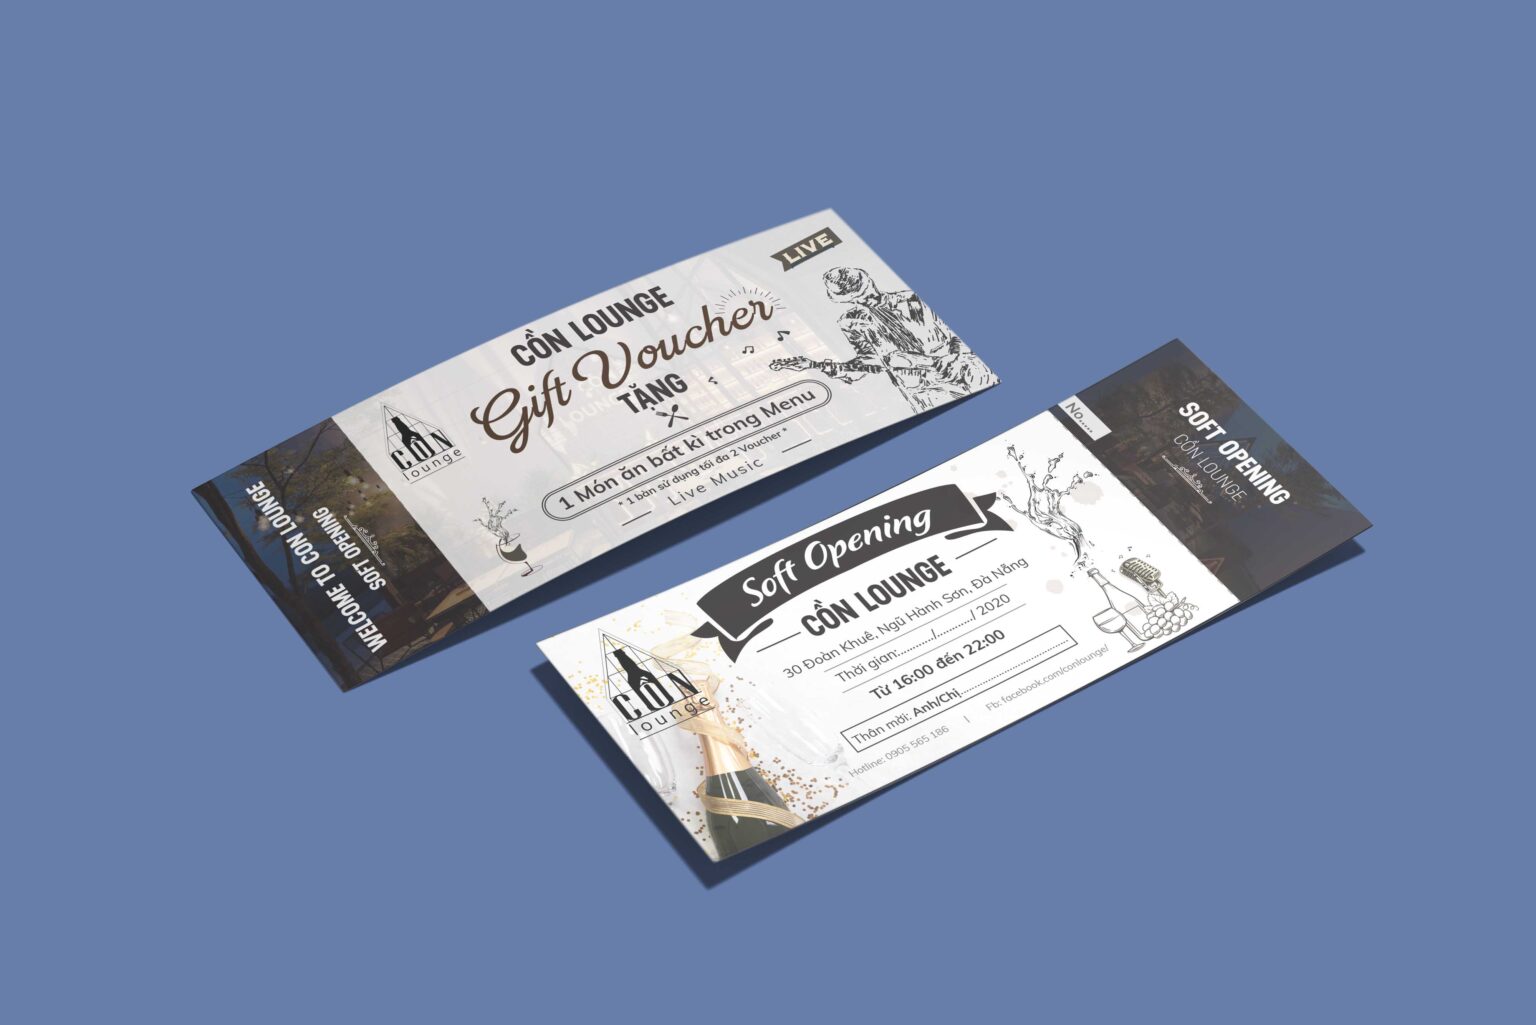 LIVE
CỒN LOUNGE
Gift Voucher
TẶNG
1 Món ăn bất kì trong Menu
* 1 bàn sử dụng tối đa 2 Voucher *
Live Music
CỒN
lounge
WELCOME TO CON LOUNGE
SOFT OPENING
No......
SOFT OPENING
CỒN LOUNGE
Soft Opening
CỒN LOUNGE
30 Đoàn Khuê, Ngũ Hành Sơn, Đà Nẵng
Thời gian:........../.........../ 2020
Từ 16:00 đến 22:00
Thân mời: Anh/Chị..............................
Hotline: 0905 565 186 | Fb: facebook.com/conlounge/
CỒN
lounge